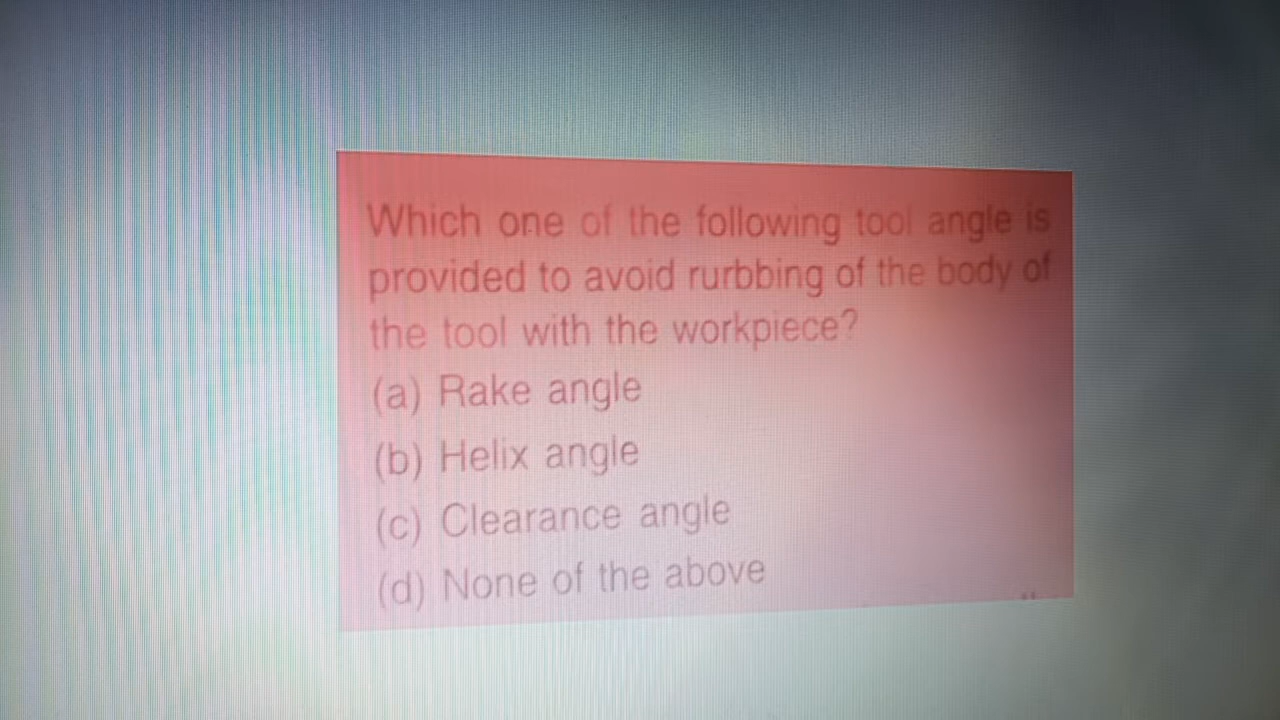 Which one of the following tool angle is
provided to avoid rurbbing of the body of
the tool with the workpiece?
(a) Rake angle
(b) Helix angle
(c) Clearance angle
(d) None of the above